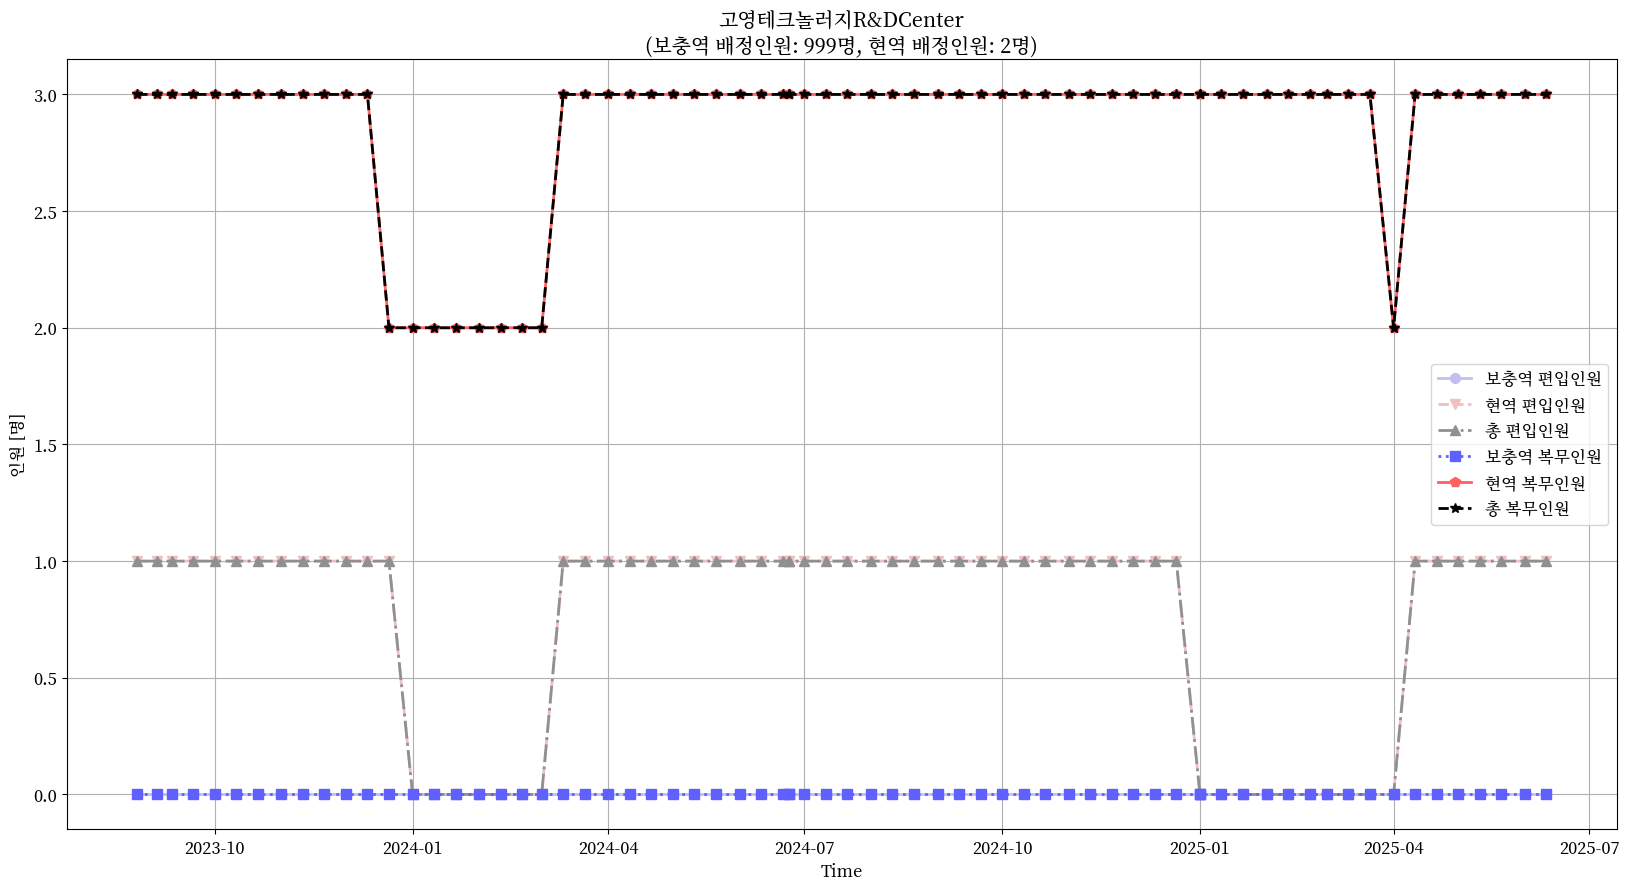 고영테크놀러지R&DCenter
(보충역 배정인원: 999명, 현역 배정인원: 2명)
3.0
2.5
2.0
1.5
1.0
0.5
0.0
인원 [명]
보충역 편입인원
현역 편입인원
총 편입인원
보충역 복무인원
현역 복무인원
총 복무인원
2023-10
2024-01
2024-04
2024-07
2024-10
2025-01
2025-04
2025-07
Time